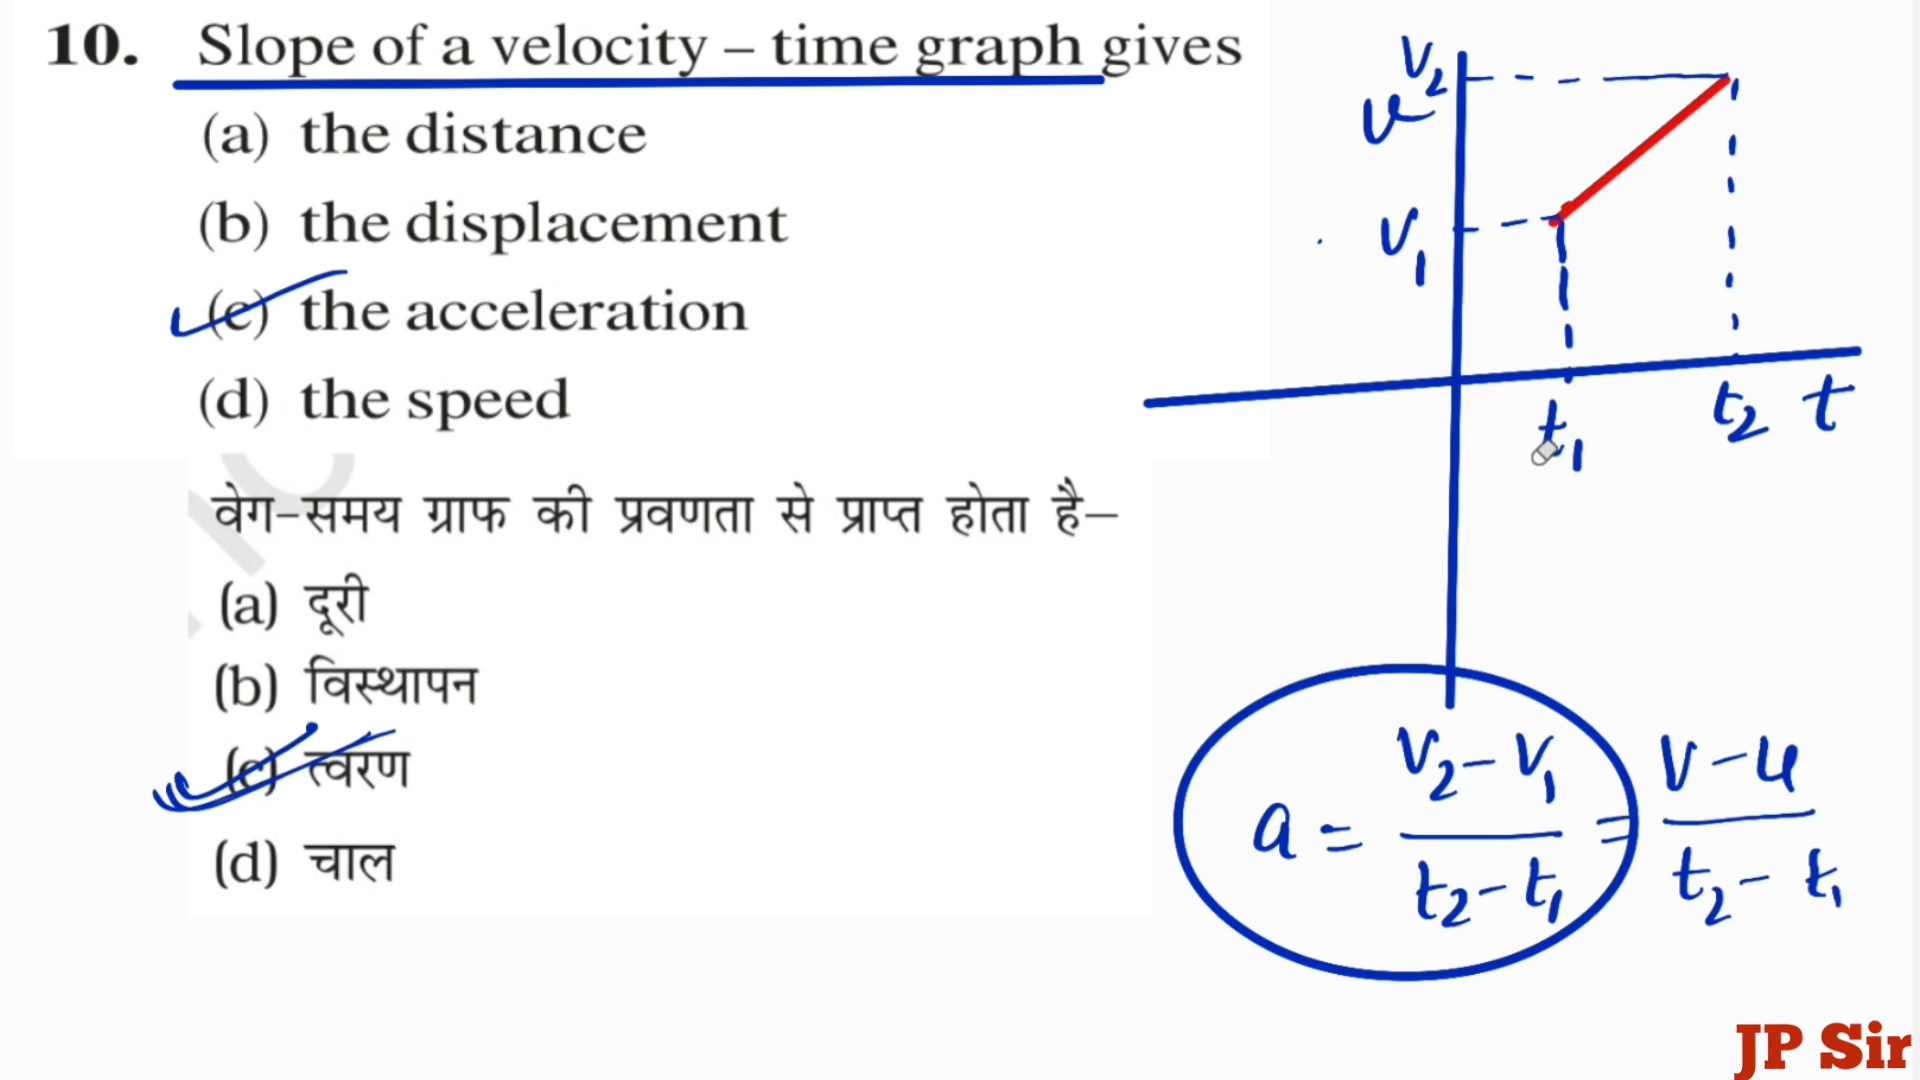 10. Slope of a velocity – time graph gives
(a) the distance
(b) the displacement
(c) the acceleration
(d) the speed
वेग–समय ग्राफ की प्रवणता से प्राप्त होता है–
(a) दूरी
(b) विस्थापन
(c) त्वरण
(d) चाल
V₂
v
V₁
t₁
t₂ t
a = V₂ – V₁ / t₂ – t₁ = V – u / t₂ – t₁
JP Sir